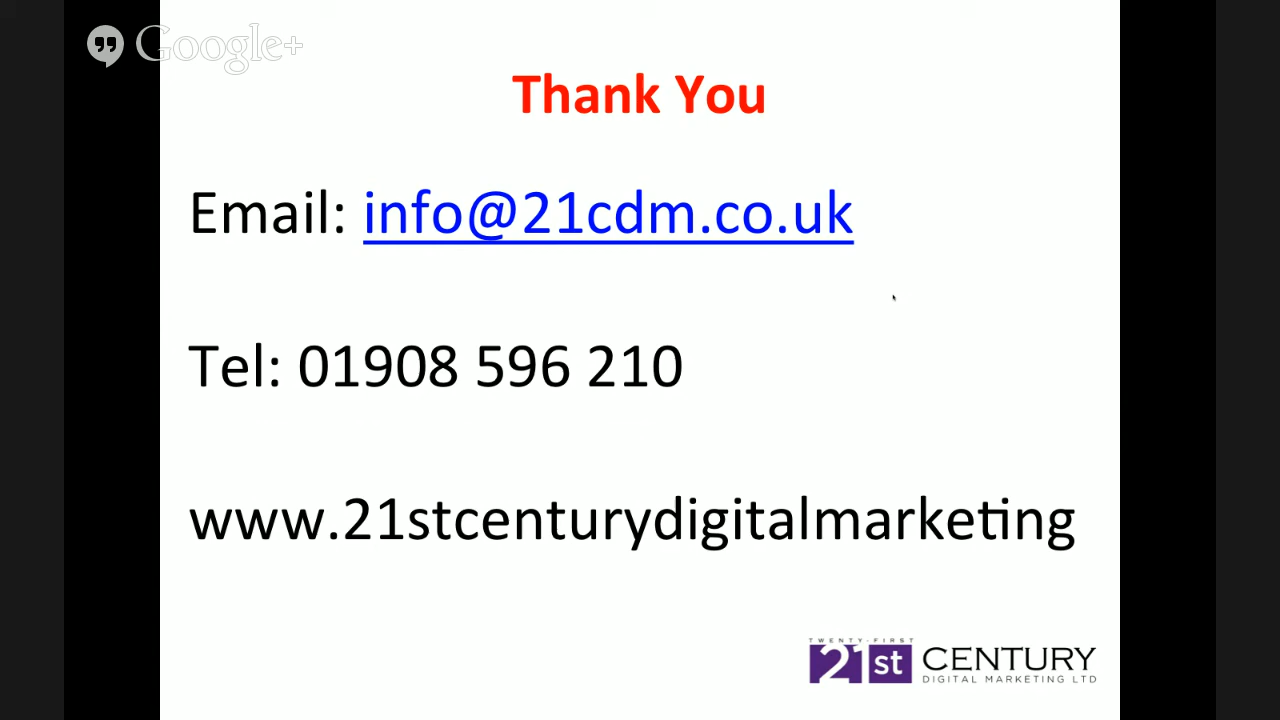 Google+
Thank You
Email: info@21cdm.co.uk
Tel: 01908 596 210
www.21stcenturydigitalmarketing
TWENTY-FIRST
21st CENTURY
DIGITAL MARKETING LTD